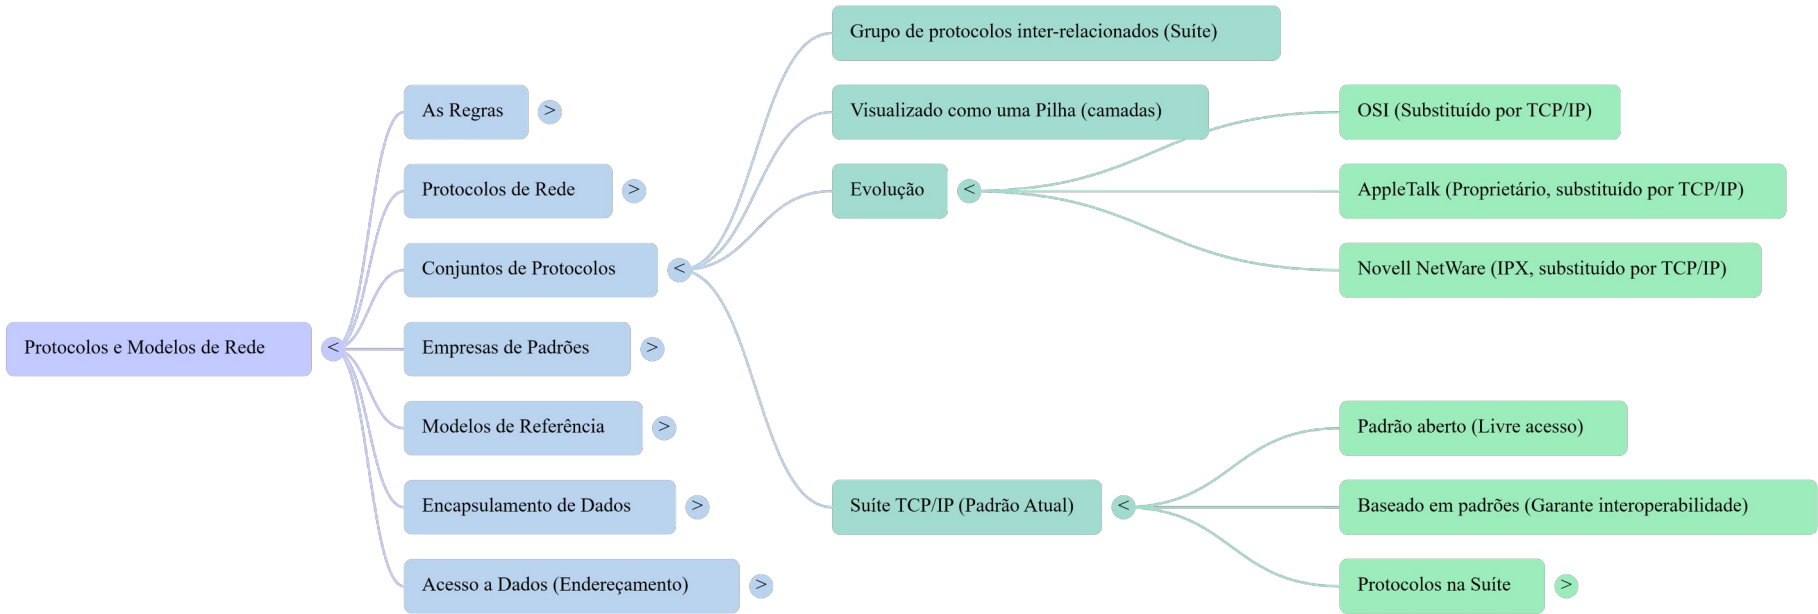 Protocolos e Modelos de Rede
<
As Regras
>
Protocolos de Rede
>
Conjuntos de Protocolos
<
Grupo de protocolos inter-relacionados (Suíte)
Visualizado como uma Pilha (camadas)
Evolução
<
OSI (Substituído por TCP/IP)
AppleTalk (Proprietário, substituído por TCP/IP)
Novell NetWare (IPX, substituído por TCP/IP)
Suíte TCP/IP (Padrão Atual)
<
Padrão aberto (Livre acesso)
Baseado em padrões (Garante interoperabilidade)
Protocolos na Suíte
>
Empresas de Padrões
>
Modelos de Referência
>
Encapsulamento de Dados
>
Acesso a Dados (Endereçamento)
>